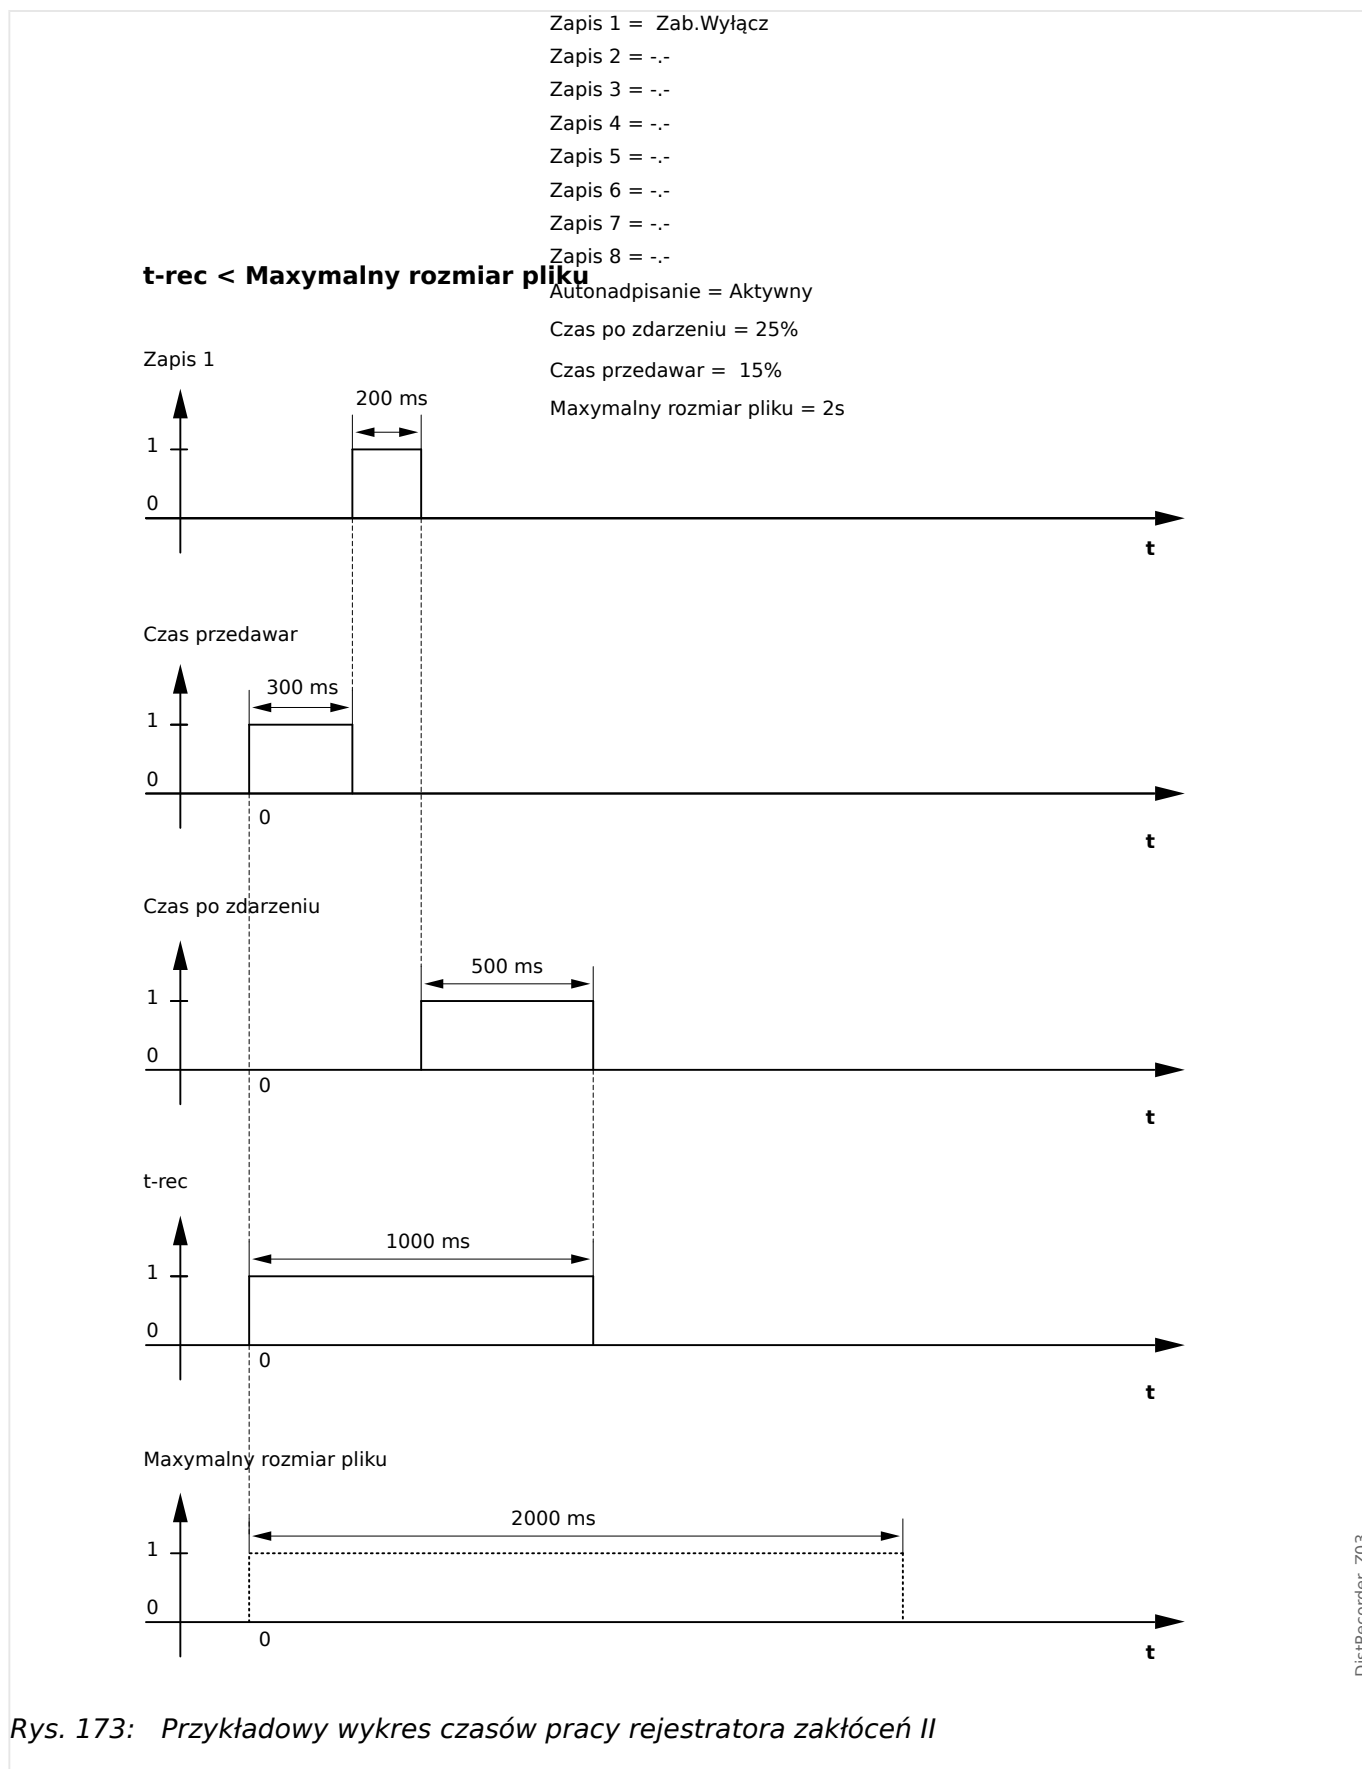 Zapis 1 =  Zab.Wyłącz
Zapis 2 = -.-
Zapis 3 = -.-
Zapis 4 = -.-
Zapis 5 = -.-
Zapis 6 = -.-
Zapis 7 = -.-
Zapis 8 = -.-
t-rec < Maxymalny rozmiar pliku
Autonadpisanie = Aktywny
Czas po zdarzeniu = 25%
Czas przedawar =  15%
Maxymalny rozmiar pliku = 2s
Zapis 1
200 ms
1
0
t
Czas przedawar
300 ms
1
0
0
t
Czas po zdarzeniu
500 ms
1
0
0
t
t-rec
1000 ms
1
0
0
t
Maxymalny rozmiar pliku
2000 ms
1
0
0
t
DistRecorder_Z03
Rys. 173: Przykładowy wykres czasów pracy rejestratora zakłóceń II